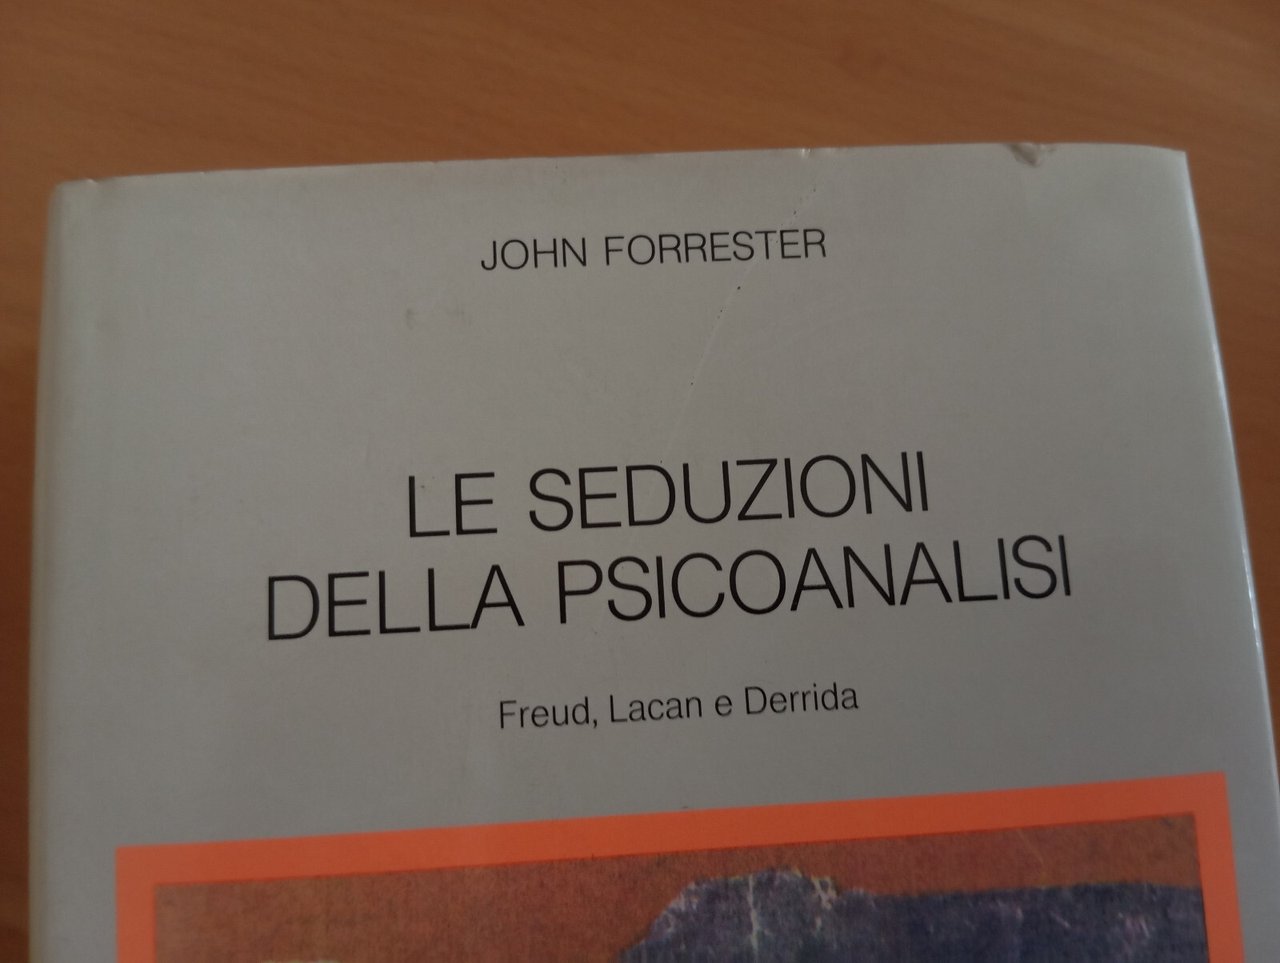 JOHN FORRESTER
LE SEDUZIONI
DELLA PSICOANALISI
Freud, Lacan e Derrida